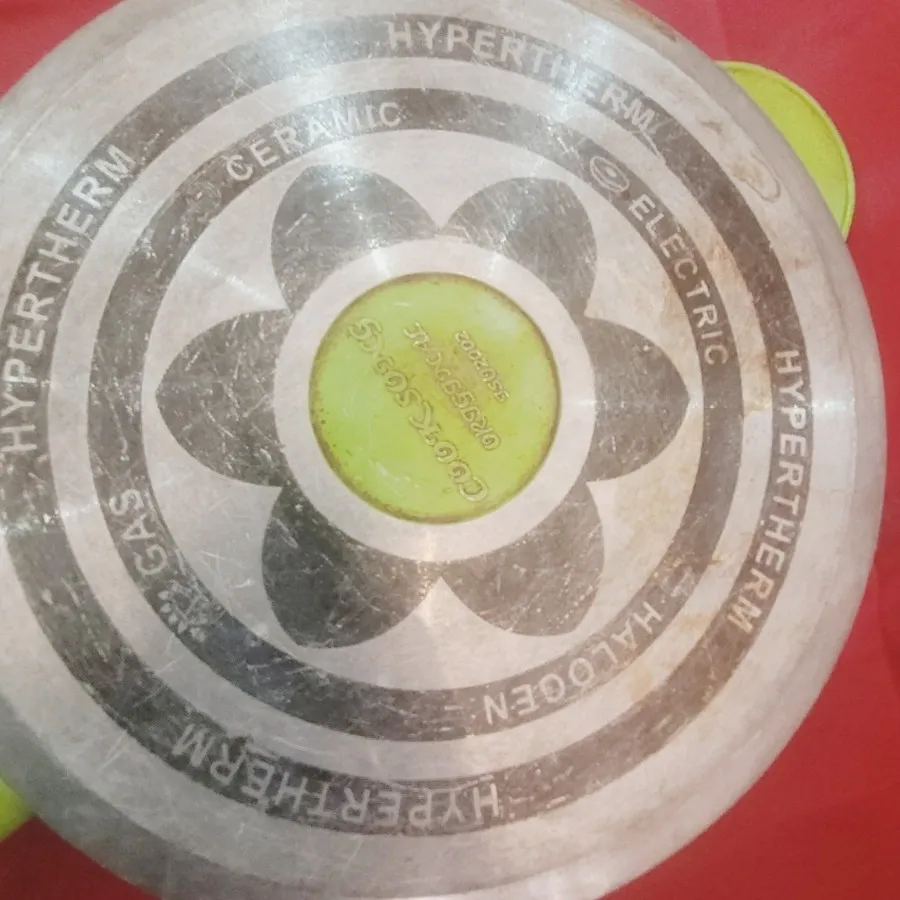 HYPERTHERM
HYPERTHERM
HYPERTHERM
HYPERTHERM
CERAMIC
ELECTRIC
HALOGEN
GAS